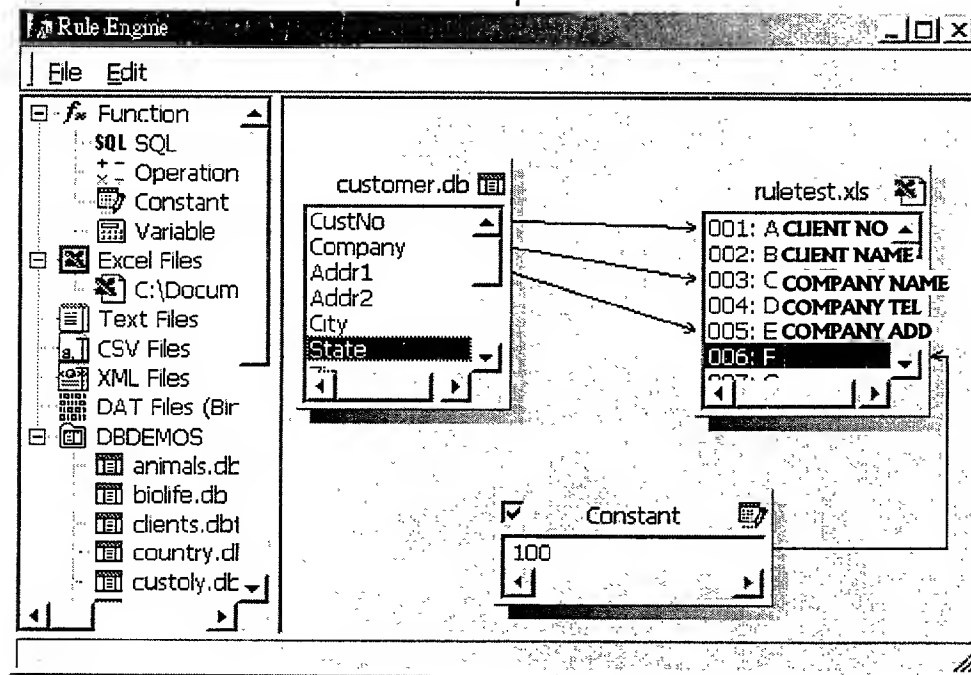 Rule Engine
File Edit
Function
SQL SQL
Operation
Constant
Variable
Excel Files
C:\Docum
Text Files
CSV Files
XML Files
DAT Files (Bir
DBDEMOS
animals.dt
biolife.db
clients.dbf
country.dl
custoly.dt
customer.db
CustNo
Company
Addr1
Addr2
City
State
ruletest.xls
001: A CLIENT NO
002: B CLIENT NAME
003: C COMPANY NAME
004: D COMPANY TEL
005: E COMPANY ADD
006: F
Constant
100